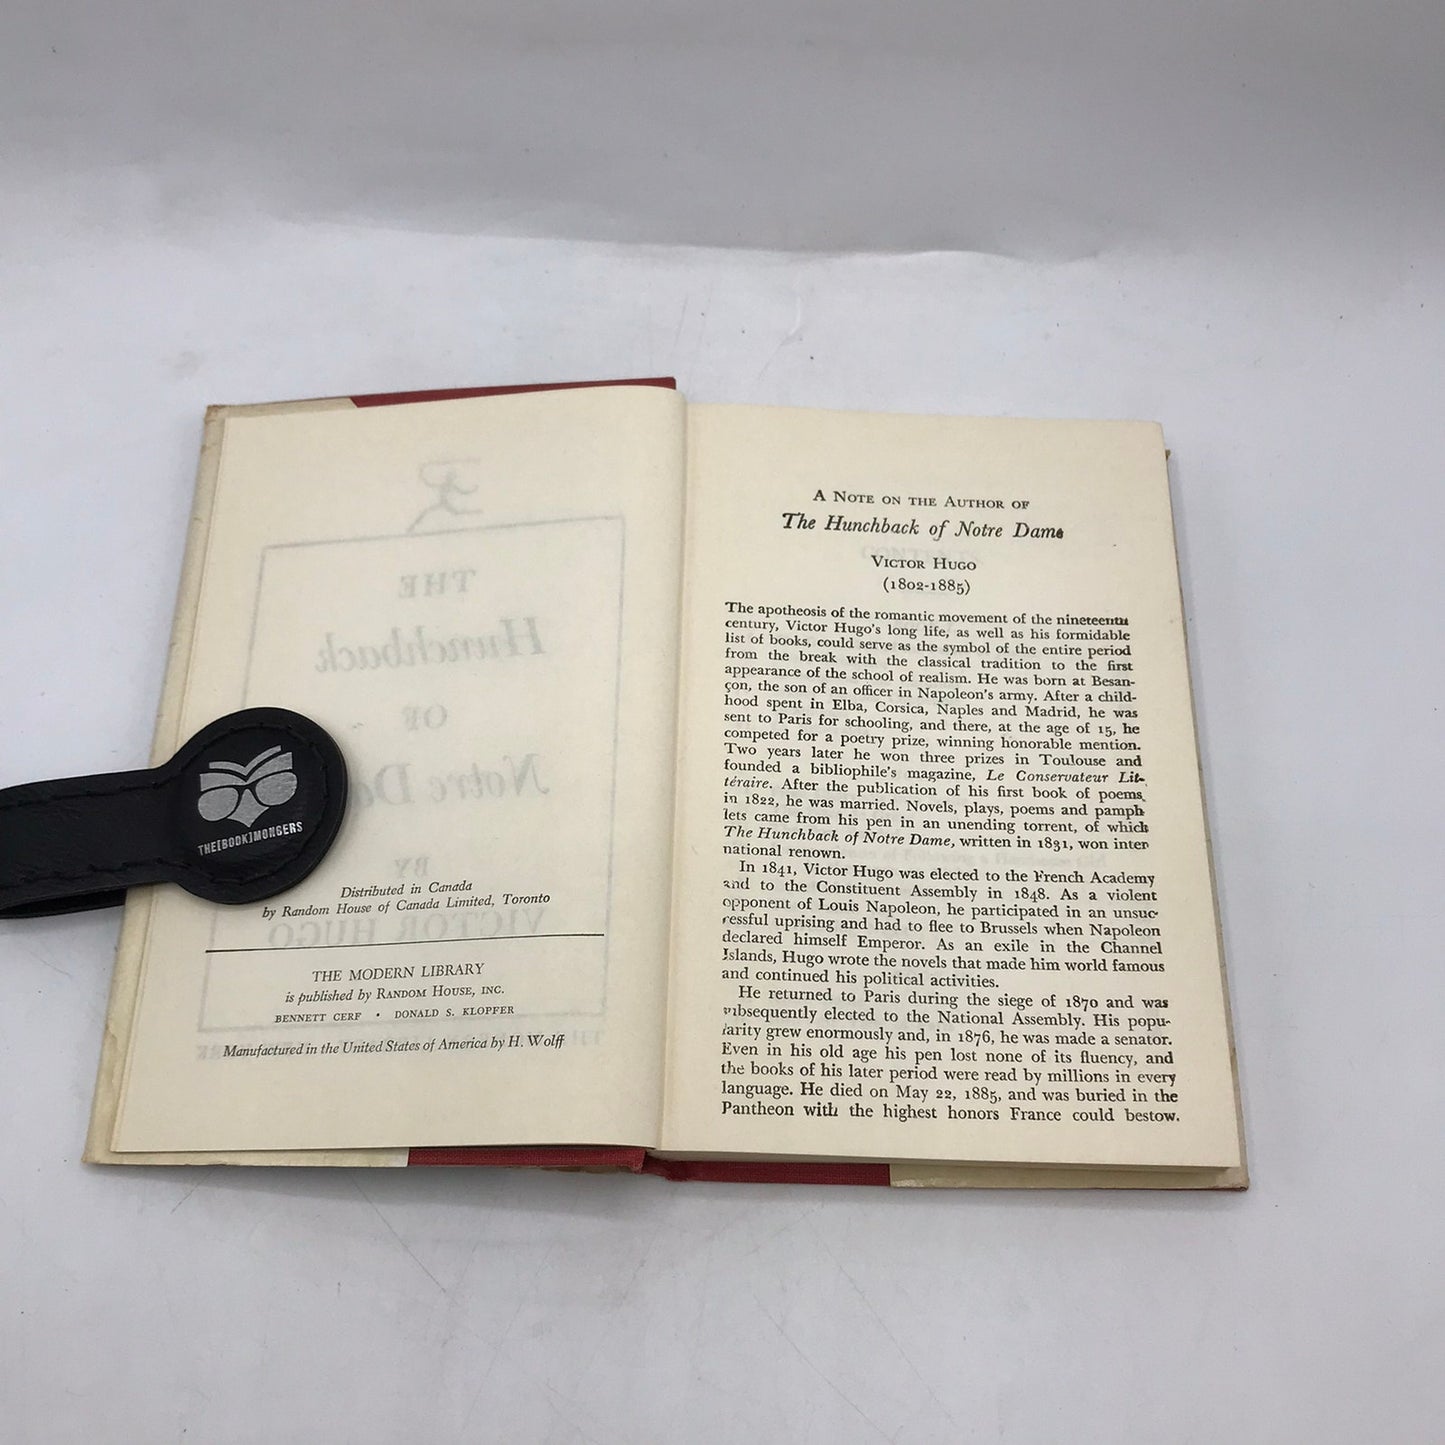 THE[BOOK]MONGERS
Distributed in Canada
by Random House of Canada Limited, Toronto
THE MODERN LIBRARY
is published by RANDOM HOUSE, INC.
BENNETT CERF • DONALD S. KLOPFER
Manufactured in the United States of America by H. Wolff
A NOTE ON THE AUTHOR OF
The Hunchback of Notre Dame
VICTOR HUGO
(1802-1885)
The apotheosis of the romantic movement of the nineteenth
century, Victor Hugo's long life, as well as his formidable
list of books, could serve as the symbol of the entire period
from the break with the classical tradition to the first
appearance of the school of realism. He was born at Besan-
çon, the son of an officer in Napoleon's army. After a child-
hood spent in Elba, Corsica, Naples and Madrid, he was
sent to Paris for schooling, and there, at the age of 15, he
competed for a poetry prize, winning honorable mention.
Two years later he won three prizes in Toulouse and
founded a bibliophile's magazine, Le Conservateur Lit-
téraire. After the publication of his first book of poems
in 1822, he was married. Novels, plays, poems and pamph
lets came from his pen in an unending torrent, of which
The Hunchback of Notre Dame, written in 1831, won inter
national renown.
In 1841, Victor Hugo was elected to the French Academy
and to the Constituent Assembly in 1848. As a violent
opponent of Louis Napoleon, he participated in an unsuc-
cessful uprising and had to flee to Brussels when Napoleon
declared himself Emperor. As an exile in the Channel
Islands, Hugo wrote the novels that made him world famous
and continued his political activities.
He returned to Paris during the siege of 1870 and was
subsequently elected to the National Assembly. His popu-
larity grew enormously and, in 1876, he was made a senator.
Even in his old age his pen lost none of its fluency, and
the books of his later period were read by millions in every
language. He died on May 22, 1885, and was buried in the
Pantheon with the highest honors France could bestow.